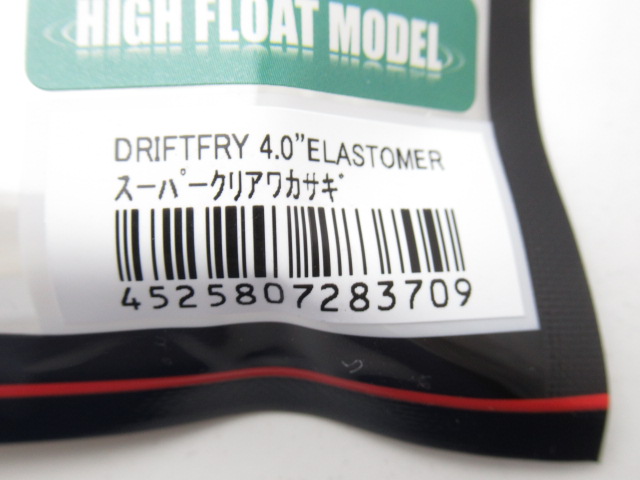 HIGH FLOAT MODEL
DRIFTFRY 4.0”ELASTOMER
ｽｰﾊﾟｰｸﾘｱﾜｶｻｷﾞ
4525807283709